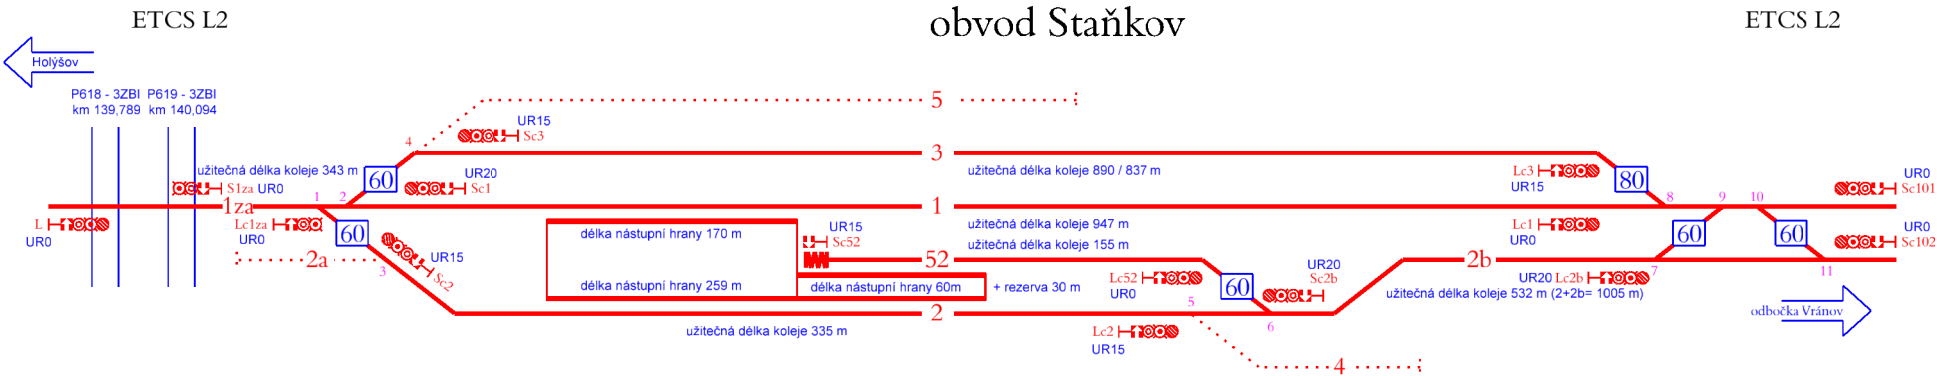 ETCS L2
obvod Staňkov
ETCS L2
Holýšov
P618 - 3ZBI
km 139,789
P619 - 3ZBI
km 140,094
5
UR15
Sc3
4
3
užitečná délka koleje 343 m
užitečná délka koleje 890 / 837 m
60
UR20
Sc1
S1za UR0
Lc3
UR15
80
UR0
Sc101
1za
1
2
1
8
9
10
L
UR0
Lc1za
UR0
60
délka nástupní hrany 170 m
UR15
Sc52
užitečná délka koleje 947 m
užitečná délka koleje 155 m
Lc1
UR0
60
60
UR0
Sc102
2a
3
UR15
Sc2
52
2b
7
11
délka nástupní hrany 259 m
délka nástupní hrany 60m
+ rezerva 30 m
Lc52
UR0
60
UR20
Sc2b
UR20 Lc2b
užitečná délka koleje 532 m (2+2b= 1005 m)
5
6
2
užitečná délka koleje 335 m
Lc2
UR15
odbočka Vránov
4